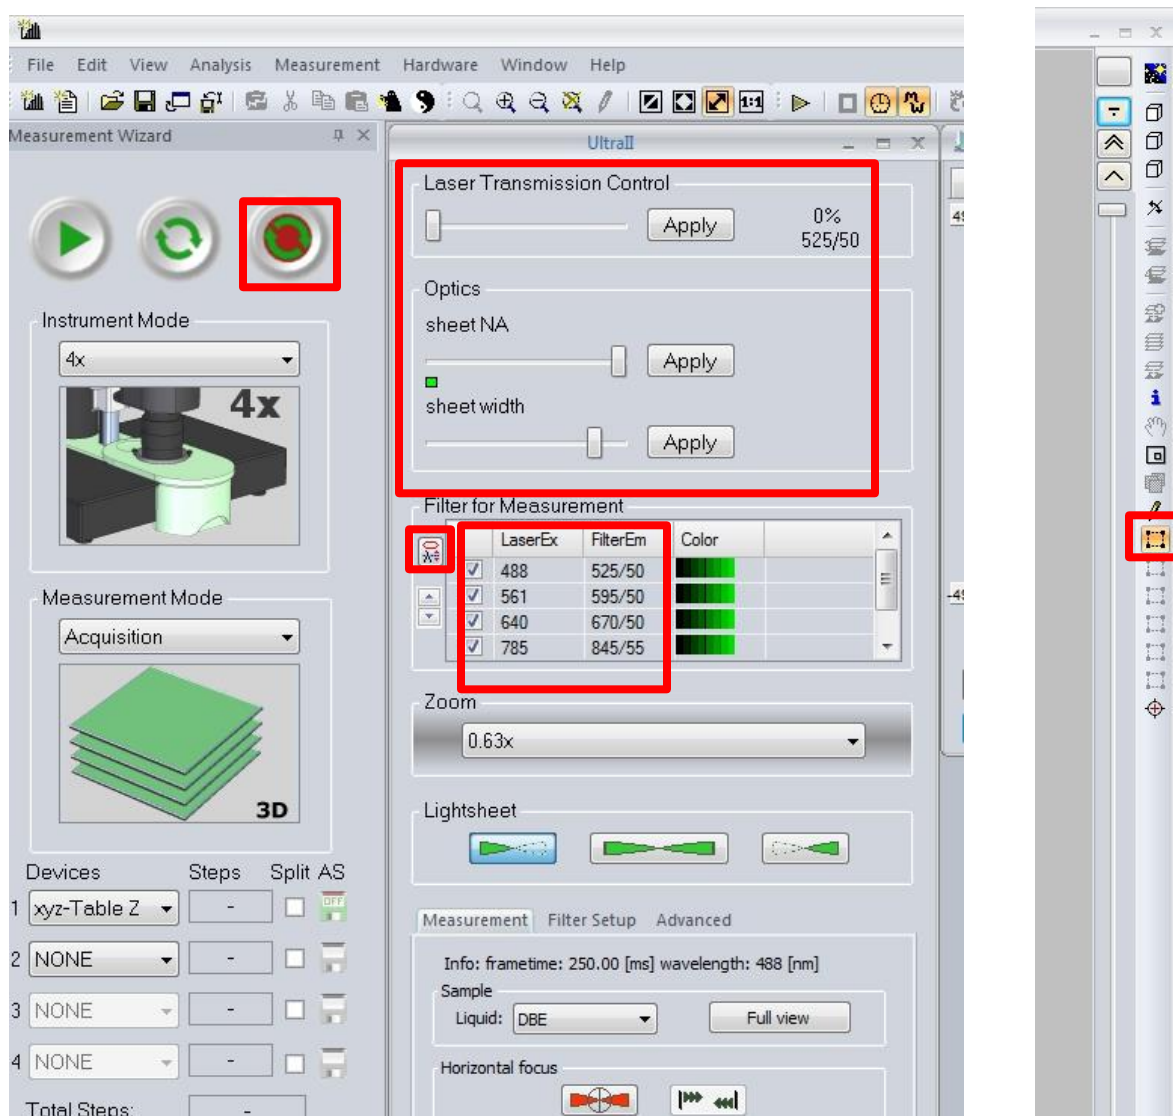 File Edit View Analysis Measurement Hardware Window Help
1:1
Measurement Wizard
UltraII
Laser Transmission Control
Apply
0%
525/50
Optics
sheet NA
Apply
sheet width
Apply
Instrument Mode
4x
4x
Filter for Measurement
LaserEx FilterEm Color
488 525/50
561 595/50
640 670/50
785 845/55
Measurement Mode
Acquisition
3D
Zoom
0.63x
Lightsheet
Devices Steps Split AS
1 xyz-Table Z - OFF
2 NONE -
3 NONE -
4 NONE -
Total Steps: -
Measurement Filter Setup Advanced
Info: frametime: 250.00 [ms] wavelength: 488 [nm]
Sample
Liquid: DBE Full view
Horizontal focus